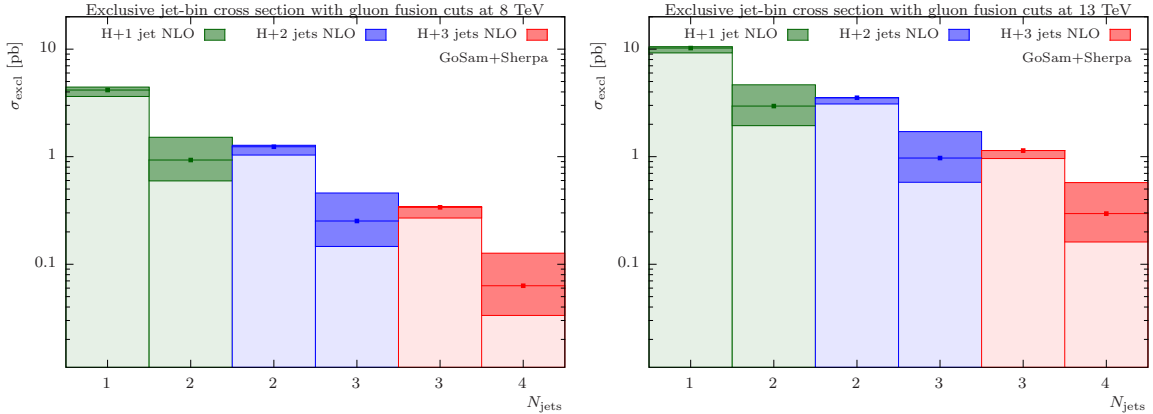 Exclusive jet-bin cross section with gluon fusion cuts at 8 TeV
H+1 jet NLO H+2 jets NLO H+3 jets NLO
GoSam+Sherpa
σexcl [pb]
10
1
0.1
1 2 2 3 3 4
Njets
Exclusive jet-bin cross section with gluon fusion cuts at 13 TeV
H+1 jet NLO H+2 jets NLO H+3 jets NLO
GoSam+Sherpa
σexcl [pb]
10
1
0.1
1 2 2 3 3 4
Njets